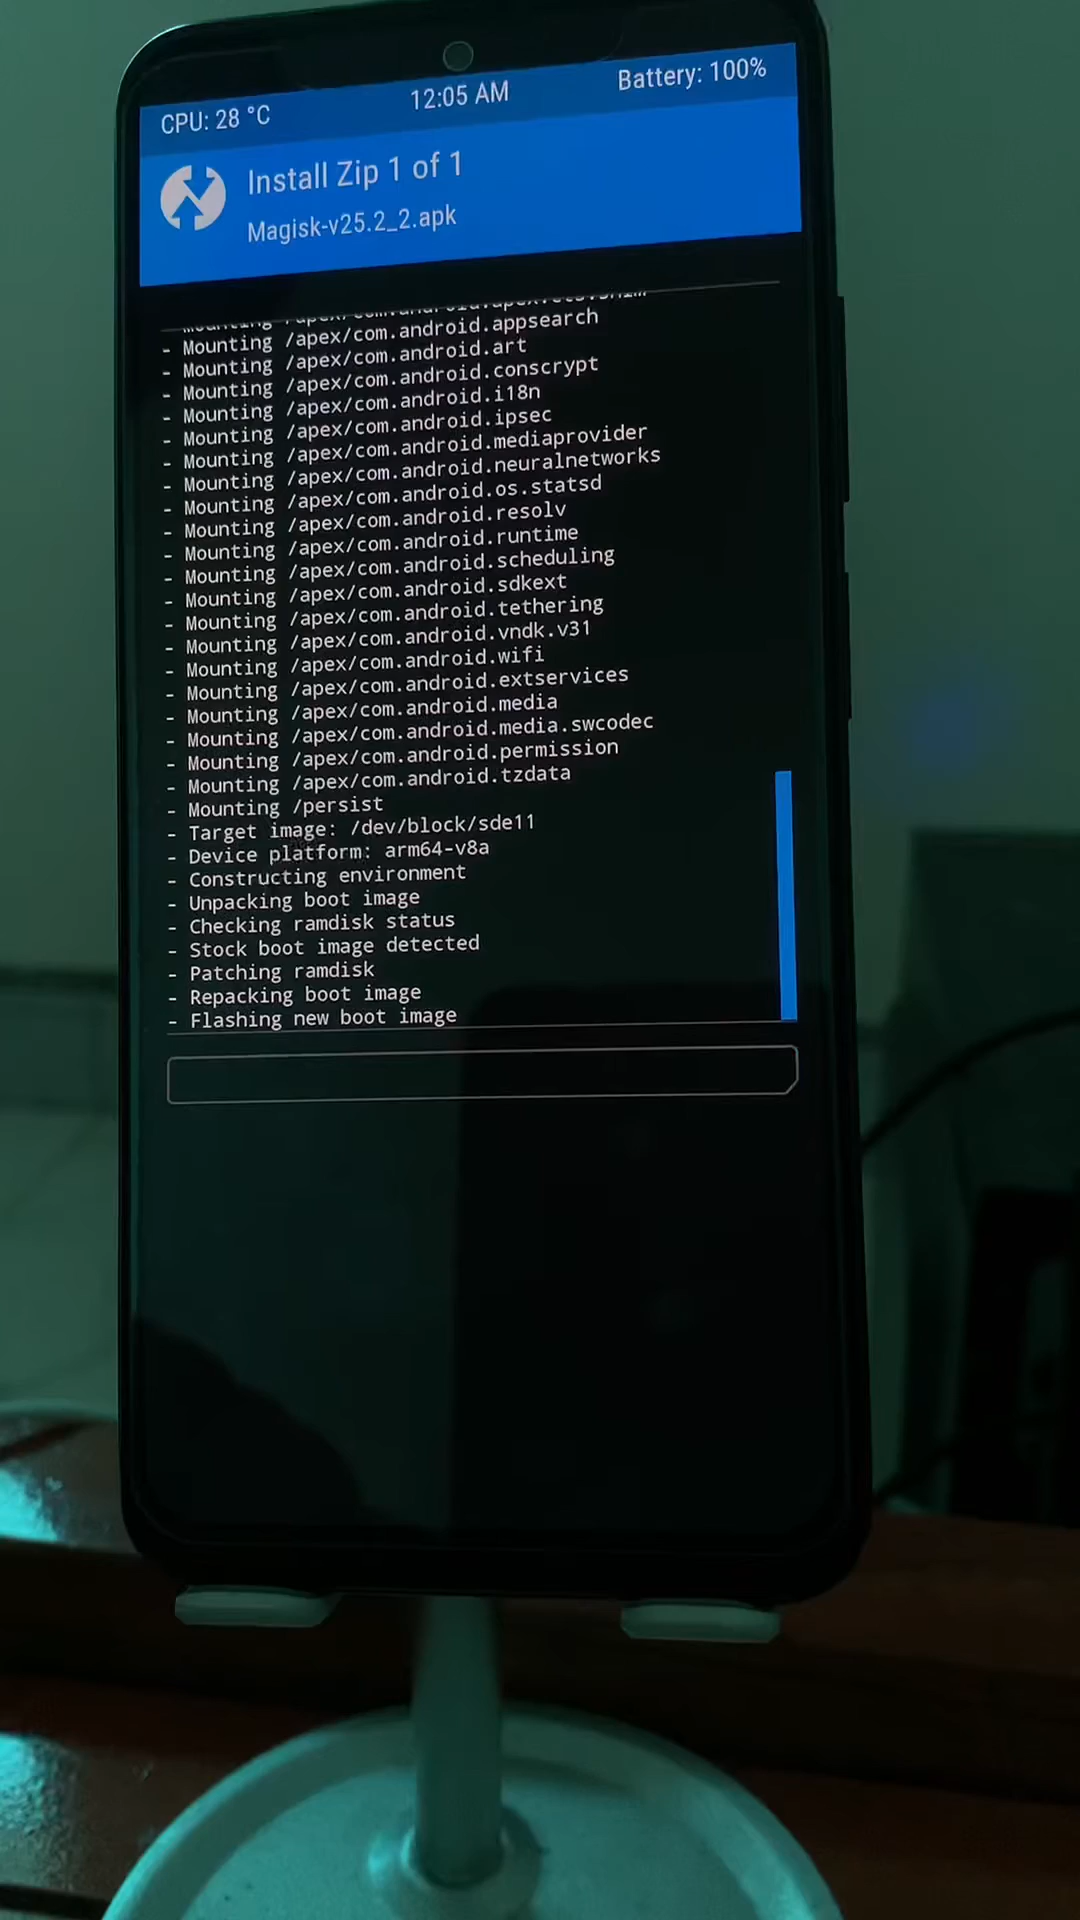 CPU: 28 °C 12:05 AM Battery: 100%
Install Zip 1 of 1
Magisk-v25.2_2.apk
- Mounting /apex/com.android.appsearch
- Mounting /apex/com.android.art
- Mounting /apex/com.android.conscrypt
- Mounting /apex/com.android.i18n
- Mounting /apex/com.android.ipsec
- Mounting /apex/com.android.mediaprovider
- Mounting /apex/com.android.neuralnetworks
- Mounting /apex/com.android.os.statsd
- Mounting /apex/com.android.resolv
- Mounting /apex/com.android.runtime
- Mounting /apex/com.android.scheduling
- Mounting /apex/com.android.sdkext
- Mounting /apex/com.android.tethering
- Mounting /apex/com.android.vndk.v31
- Mounting /apex/com.android.wifi
- Mounting /apex/com.android.extservices
- Mounting /apex/com.android.media
- Mounting /apex/com.android.media.swcodec
- Mounting /apex/com.android.permission
- Mounting /apex/com.android.tzdata
- Mounting /persist
- Target image: /dev/block/sde11
- Device platform: arm64-v8a
- Constructing environment
- Unpacking boot image
- Checking ramdisk status
- Stock boot image detected
- Patching ramdisk
- Repacking boot image
- Flashing new boot image